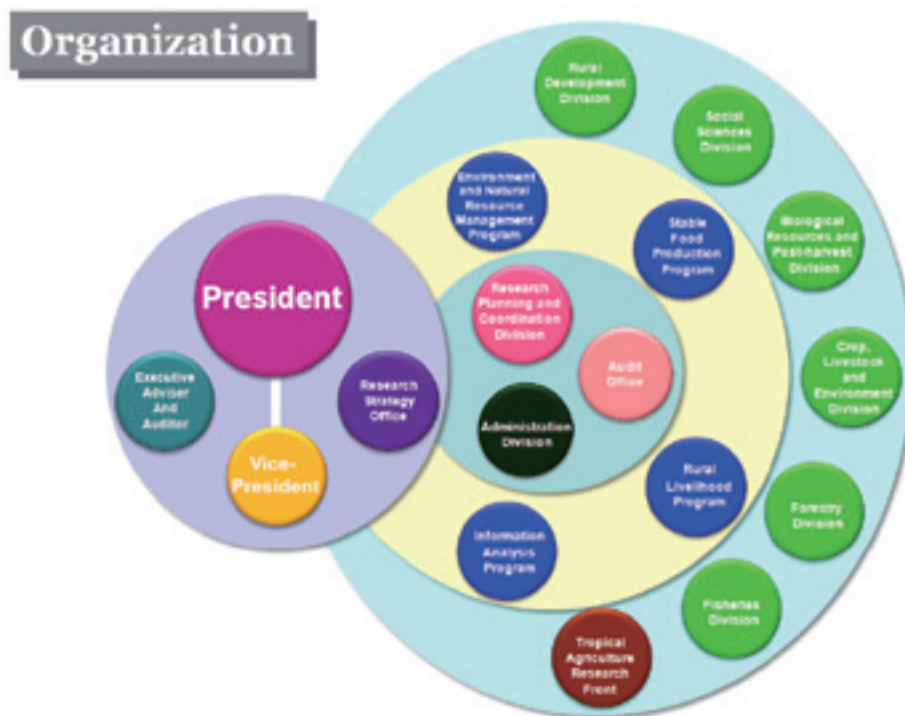 Organization
President
Executive
Adviser
And
Auditor
Research
Strategy
Office
Vice-
President
Research
Planning and
Coordination
Division
Audit
Office
Administration
Division
Environment
and Natural
Resource
Management
Program
Stable
Food
Production
Program
Rural
Livelihood
Program
Information
Analysis
Program
Rural
Development
Division
Social
Sciences
Division
Biological
Resources and
Post-harvest
Division
Crop,
Livestock
and
Environment
Division
Forestry
Division
Fisheries
Division
Tropical
Agriculture
Research
Front